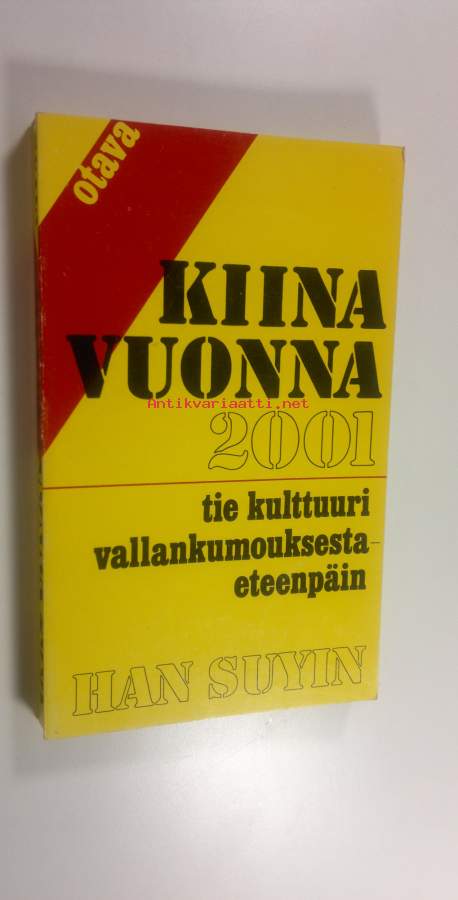 otava
KIINA
VUONNA
Antikvariaatti.net
2001
tie kulttuuri
vallankumouksesta-
eteenpäin
HAN SUYIN